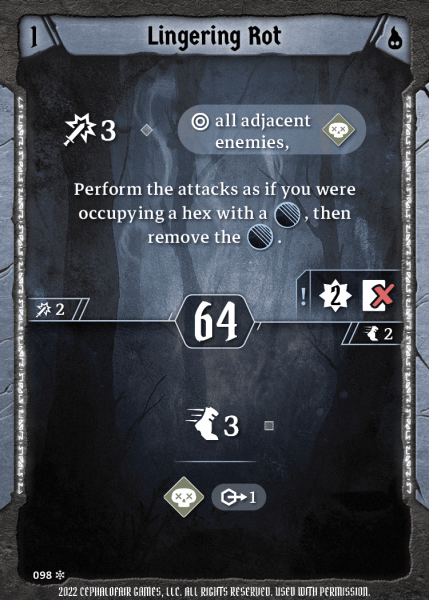 1
Lingering Rot
3
all adjacent
enemies,
Perform the attacks as if you were
occupying a hex with a , then
remove the .
! 2
2
64
2
3
1
098
2022 CEPHALOFAIR GAMES, LLC. ALL RIGHTS RESERVED. USED WITH PERMISSION.